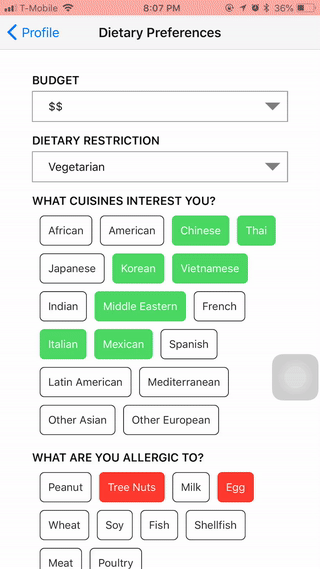 T-Mobile 8:07 PM 36%
Profile Dietary Preferences
BUDGET
$$
DIETARY RESTRICTION
Vegetarian
WHAT CUISINES INTEREST YOU?
African American Chinese Thai
Japanese Korean Vietnamese
Indian Middle Eastern French
Italian Mexican Spanish
Latin American Mediterranean
Other Asian Other European
WHAT ARE YOU ALLERGIC TO?
Peanut Tree Nuts Milk Egg
Wheat Soy Fish Shellfish
Meat Poultry